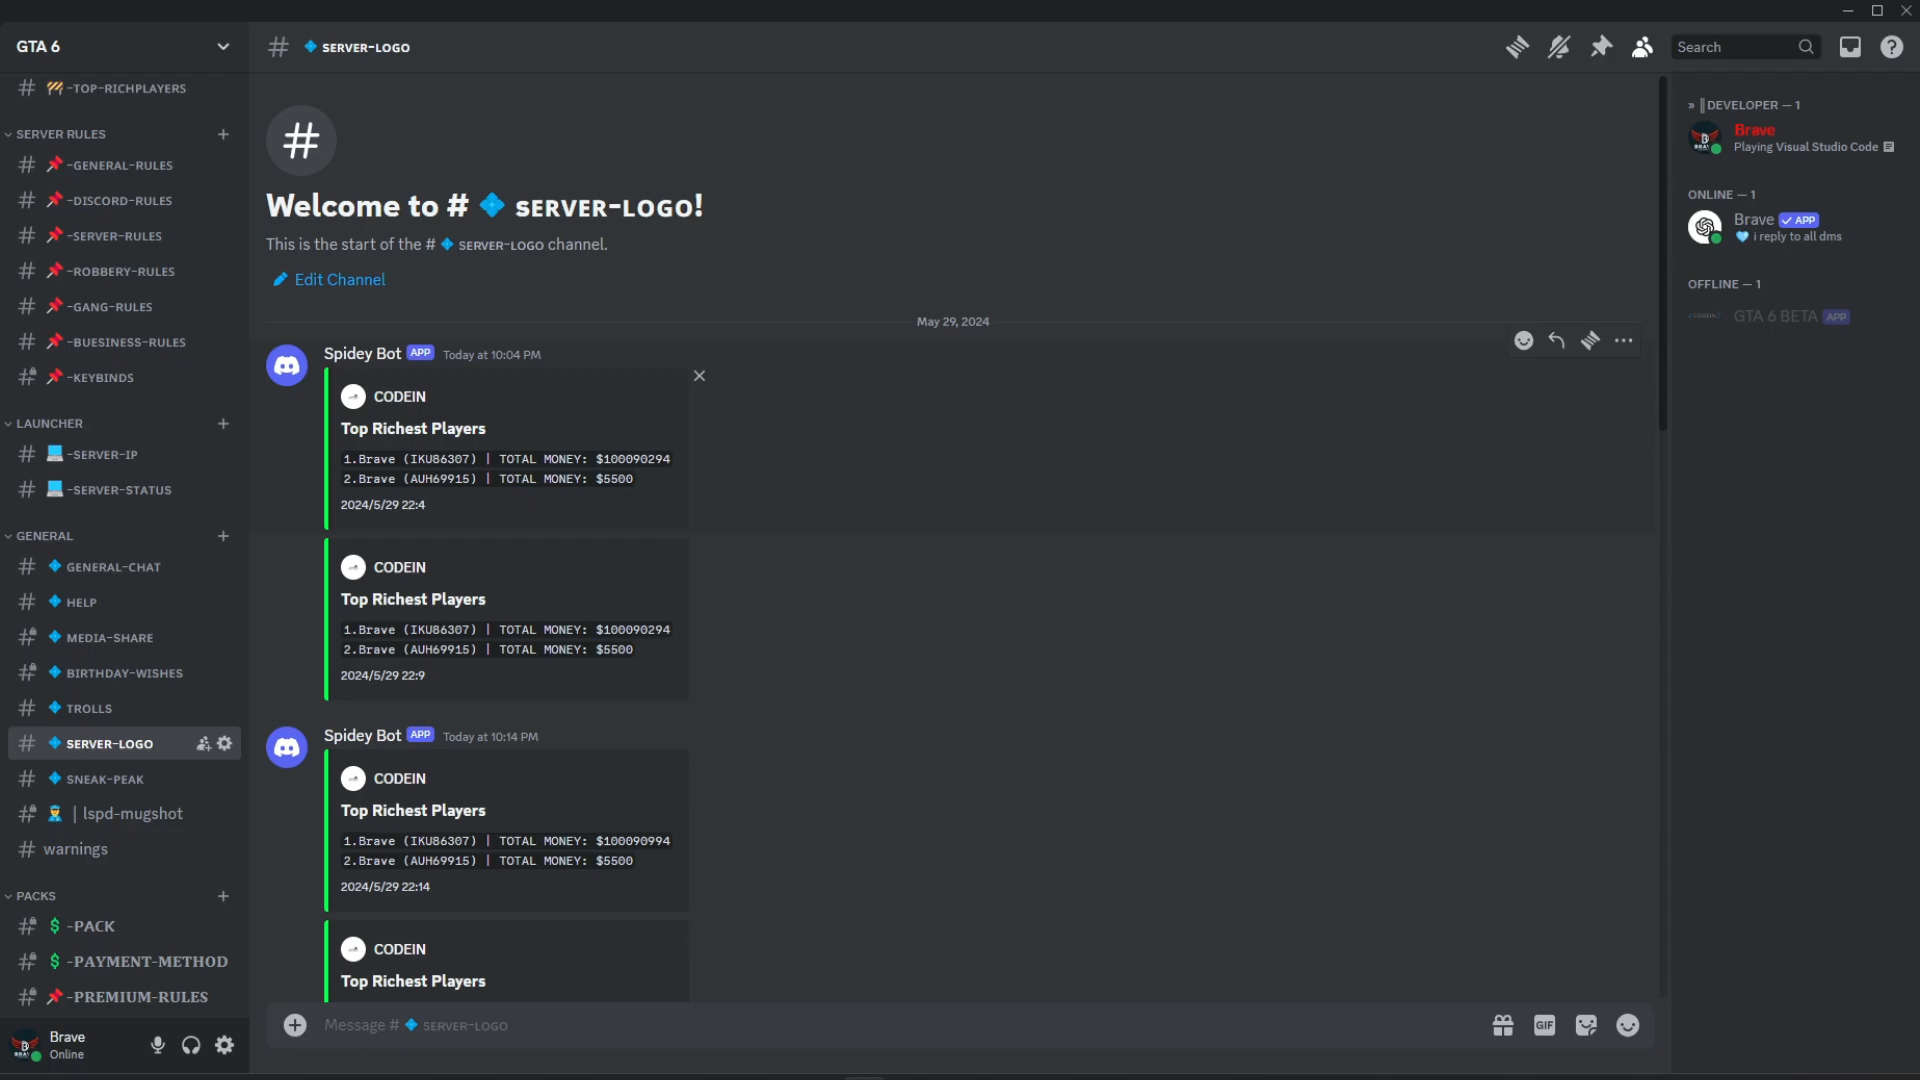 GTA 6
-TOP-RICHPLAYERS
SERVER RULES
-GENERAL-RULES
-DISCORD-RULES
-SERVER-RULES
-ROBBERY-RULES
-GANG-RULES
-BUESINESS-RULES
-KEYBINDS
LAUNCHER
-SERVER-IP
-SERVER-STATUS
GENERAL
GENERAL-CHAT
HELP
MEDIA-SHARE
BIRTHDAY-WISHES
TROLLS
SERVER-LOGO
SNEAK-PEAK
| lspd-mugshot
warnings
PACKS
-PACK
-PAYMENT-METHOD
-PREMIUM-RULES
Brave
Online
SERVER-LOGO
Search
Welcome to # SERVER-LOGO!
This is the start of the # SERVER-LOGO channel.
Edit Channel
May 29, 2024
Spidey Bot APP Today at 10:04 PM
CODEIN
Top Richest Players
1.Brave (IKU86307) | TOTAL MONEY: $100090294
2.Brave (AUH69915) | TOTAL MONEY: $5500
2024/5/29 22:4
CODEIN
Top Richest Players
1.Brave (IKU86307) | TOTAL MONEY: $100090294
2.Brave (AUH69915) | TOTAL MONEY: $5500
2024/5/29 22:9
Spidey Bot APP Today at 10:14 PM
CODEIN
Top Richest Players
1.Brave (IKU86307) | TOTAL MONEY: $100090994
2.Brave (AUH69915) | TOTAL MONEY: $5500
2024/5/29 22:14
CODEIN
Top Richest Players
Message # SERVER-LOGO
GIF
» ║DEVELOPER — 1
Brave
Playing Visual Studio Code
ONLINE — 1
Brave ✓ APP
i reply to all dms
OFFLINE — 1
GTA 6 BETA APP